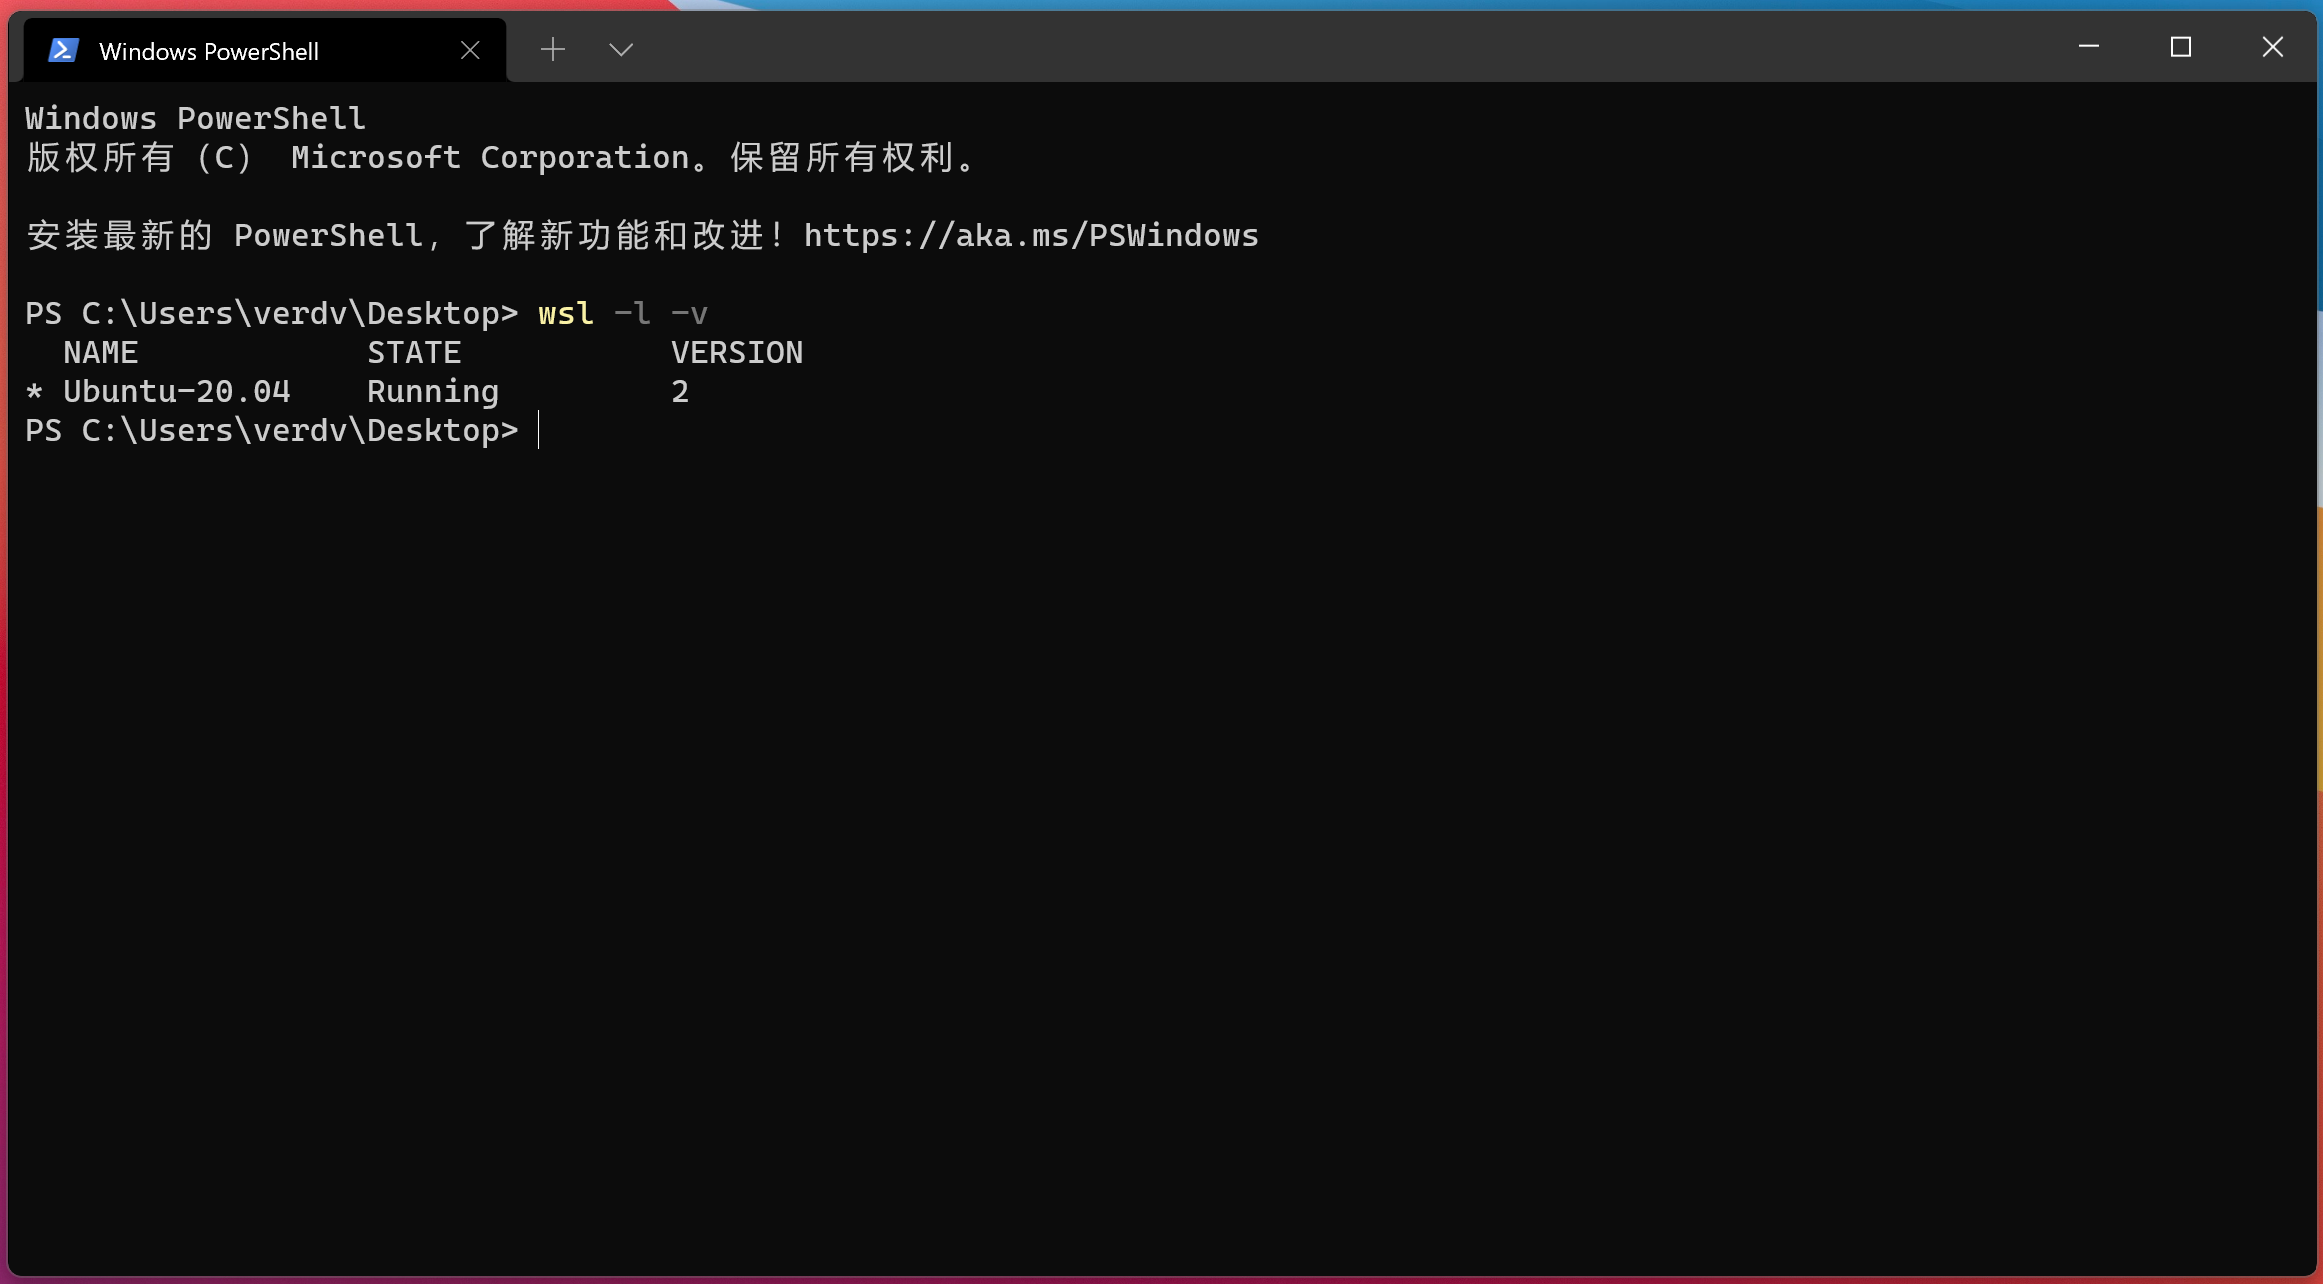 Windows PowerShell
Windows PowerShell
版权所有 (C)  Microsoft Corporation。保留所有权利。
安装最新的 PowerShell，了解新功能和改进！https://aka.ms/PSWindows
PS C:\Users\verdv\Desktop> wsl -l -v
  NAME            STATE           VERSION
* Ubuntu-20.04    Running         2
PS C:\Users\verdv\Desktop>